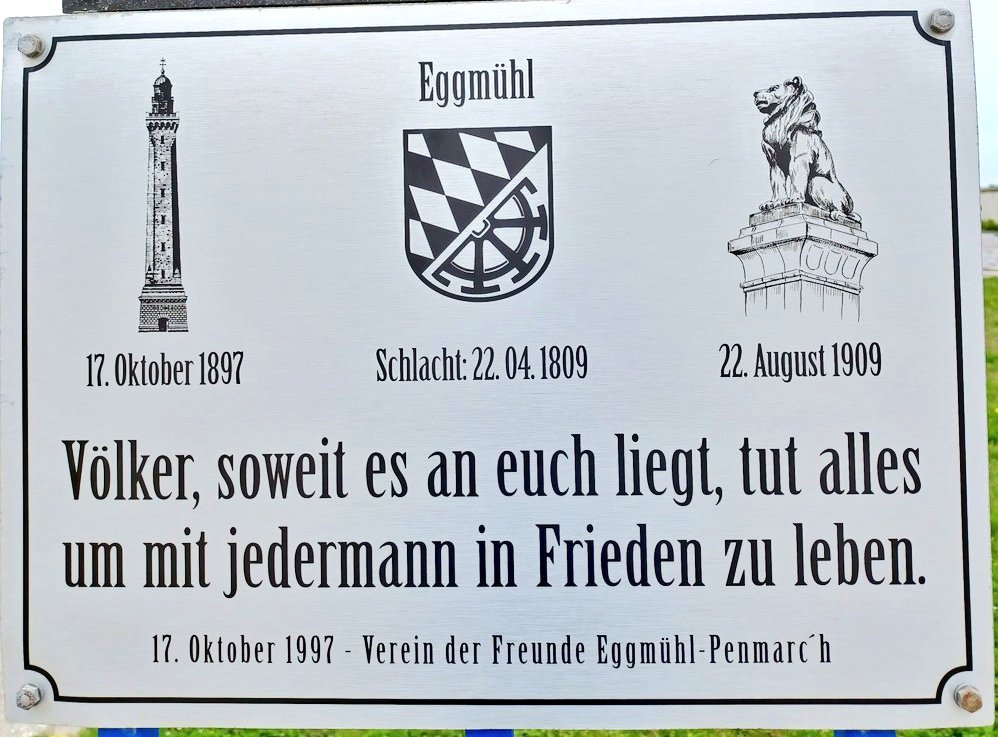 Eggmühl
17. Oktober 1897
Schlacht: 22. 04. 1809
22. August 1909
Völker, soweit es an euch liegt, tut alles
um mit jedermann in Frieden zu leben.
17. Oktober 1997 - Verein der Freunde Eggmühl-Penmarc´h